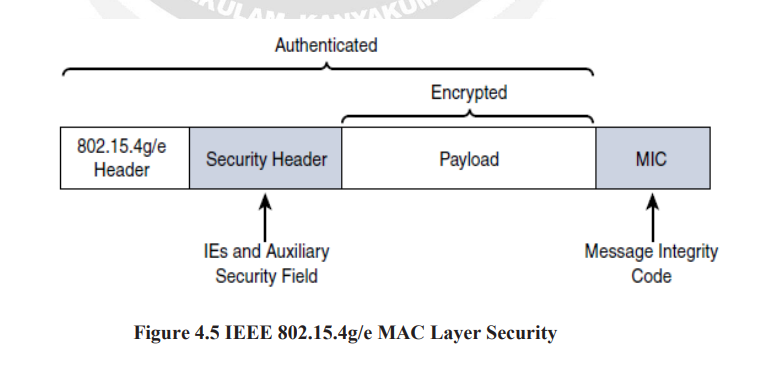 Authenticated
Encrypted
802.15.4g/e
Header
Security Header
Payload
MIC
IEs and Auxiliary
Security Field
Message Integrity
Code
Figure 4.5 IEEE 802.15.4g/e MAC Layer Security